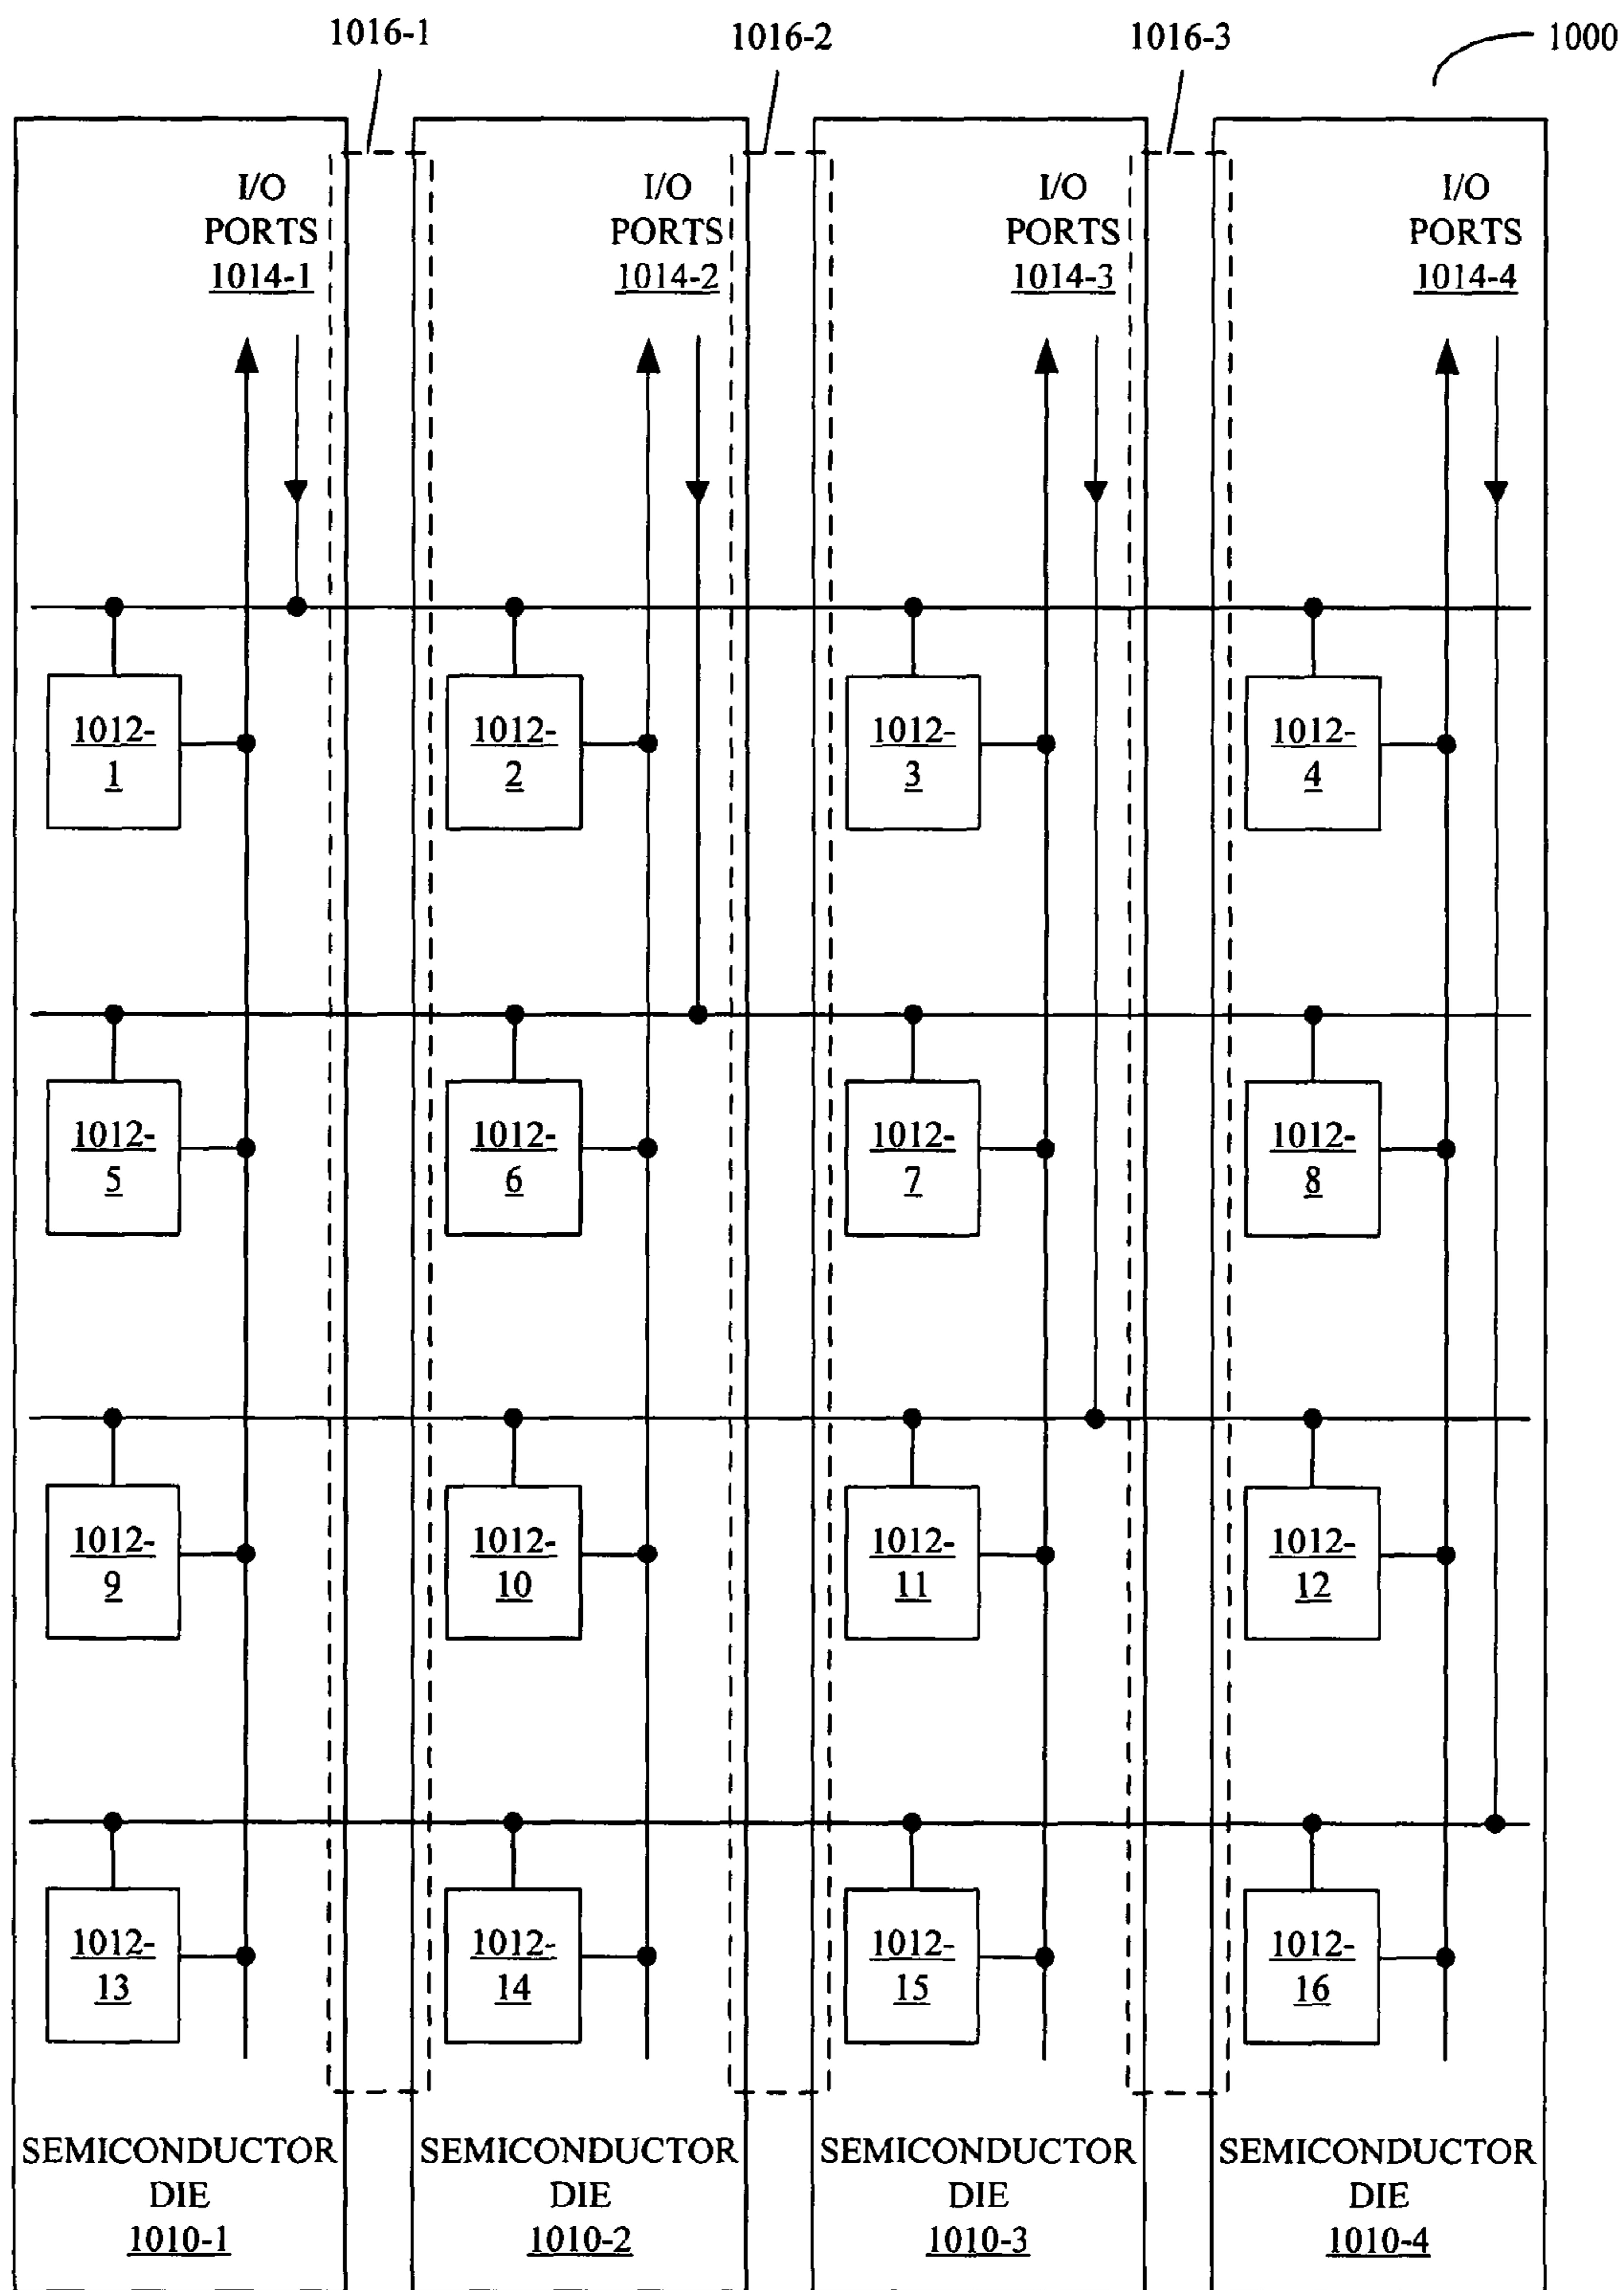 1016-1
1016-2
1016-3
1000
I/O
PORTS
1014-1
I/O
PORTS
1014-2
I/O
PORTS
1014-3
I/O
PORTS
1014-4
1012-
1
1012-
2
1012-
3
1012-
4
1012-
5
1012-
6
1012-
7
1012-
8
1012-
9
1012-
10
1012-
11
1012-
12
1012-
13
1012-
14
1012-
15
1012-
16
SEMICONDUCTOR
DIE
1010-1
SEMICONDUCTOR
DIE
1010-2
SEMICONDUCTOR
DIE
1010-3
SEMICONDUCTOR
DIE
1010-4